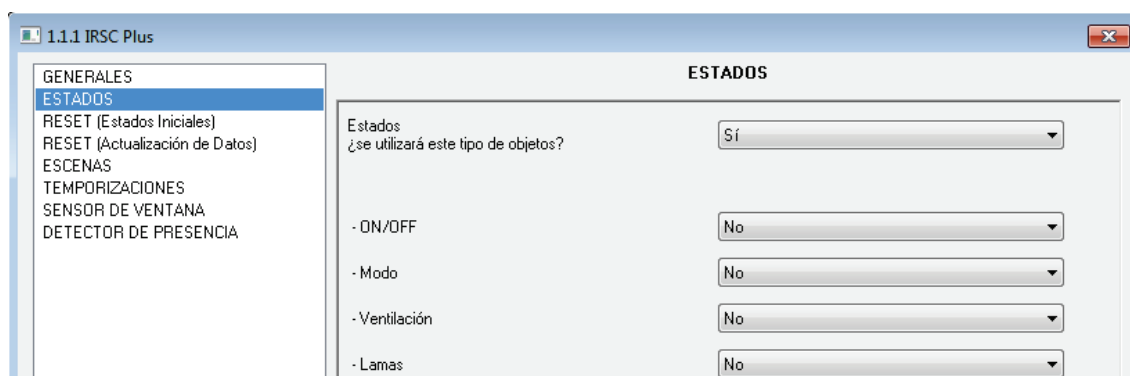 1.1.1 IRSC Plus
GENERALES
ESTADOS
RESET (Estados Iniciales)
RESET (Actualización de Datos)
ESCENAS
TEMPORIZACIONES
SENSOR DE VENTANA
DETECTOR DE PRESENCIA
ESTADOS
Estados
¿se utilizará este tipo de objetos? Sí
- ON/OFF No
- Modo No
- Ventilación No
- Lamas No